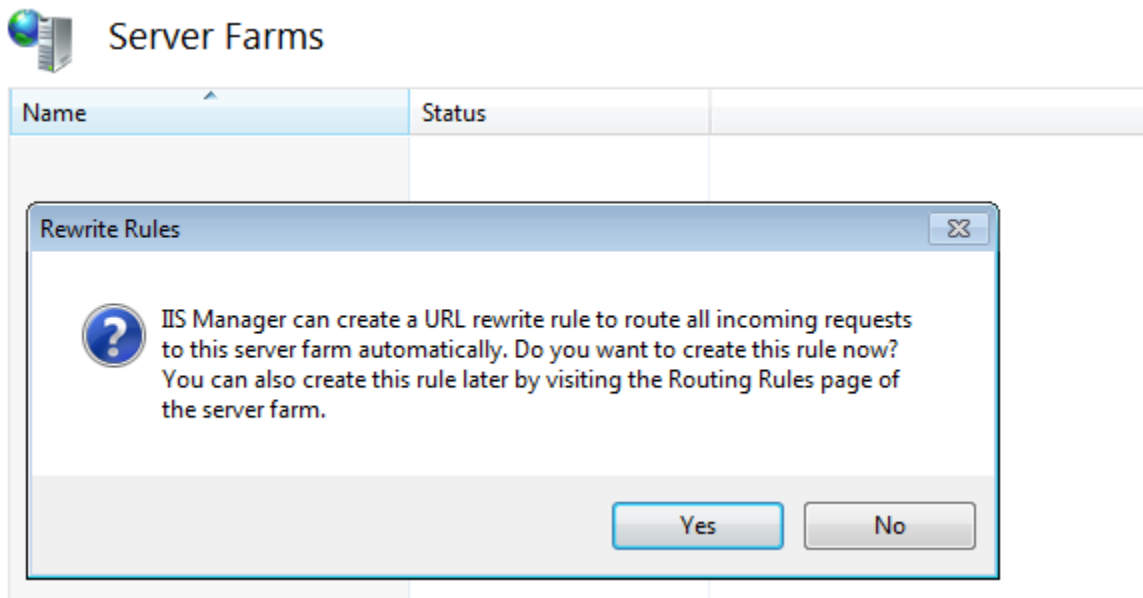 Server Farms
Name Status
Rewrite Rules
IIS Manager can create a URL rewrite rule to route all incoming requests
to this server farm automatically. Do you want to create this rule now?
You can also create this rule later by visiting the Routing Rules page of
the server farm.
Yes No